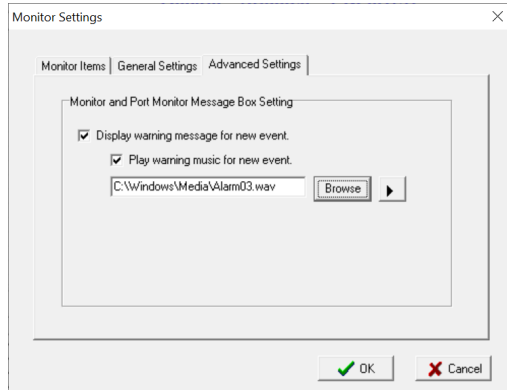 Monitor Settings
Monitor Items General Settings Advanced Settings
Monitor and Port Monitor Message Box Setting
Display warning message for new event.
Play warning music for new event.
C:\Windows\Media\Alarm03.wav Browse
OK Cancel